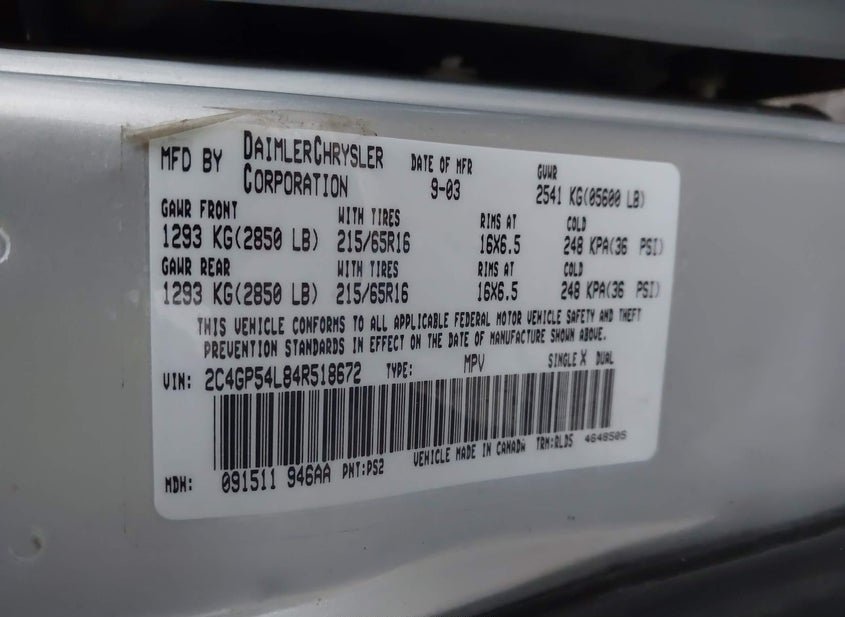 MFD BY DAIMLERCHRYSLER CORPORATION DATE OF MFR 9-03 GVWR 2541 KG(05600 LB)
GAWR FRONT WITH TIRES RIMS AT COLD
1293 KG(2850 LB) 215/65R16 16X6.5 248 KPA(36 PSI)
GAWR REAR WITH TIRES RIMS AT COLD
1293 KG(2850 LB) 215/65R16 16X6.5 248 KPA(36 PSI)
THIS VEHICLE CONFORMS TO ALL APPLICABLE FEDERAL MOTOR VEHICLE SAFETY AND THEFT
PREVENTION STANDARDS IN EFFECT ON THE DATE OF MANUFACTURE SHOWN ABOVE.
VIN: 2C4GP54L84R518672 TYPE: MPV SINGLE X DUAL
MDH: 091511 946AA PNT:PS2 VEHICLE MADE IN CANADA TRM:RLD5 4648505